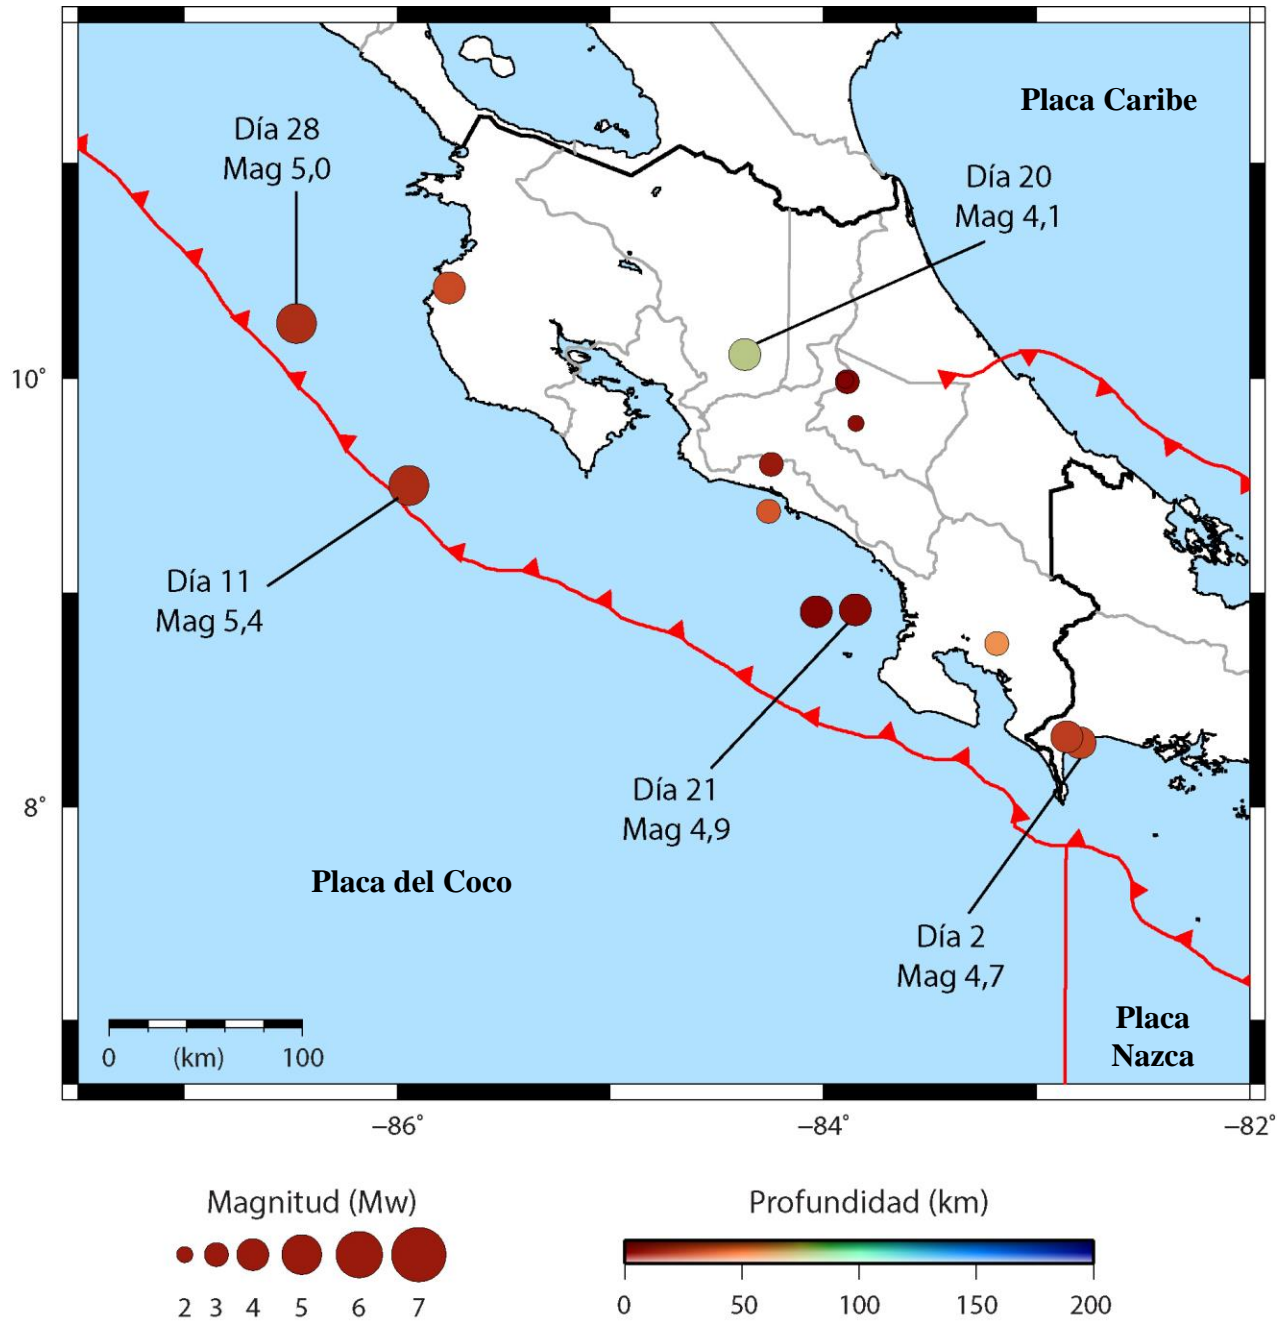 Placa Caribe
Día 28
Mag 5,0
Día 20
Mag 4,1
10°
Día 11
Mag 5,4
Día 21
Mag 4,9
8°
Placa del Coco
Día 2
Mag 4,7
Placa
Nazca
0 (km) 100
−86° −84° −82°
Magnitud (Mw)
2 3 4 5 6 7
Profundidad (km)
0 50 100 150 200